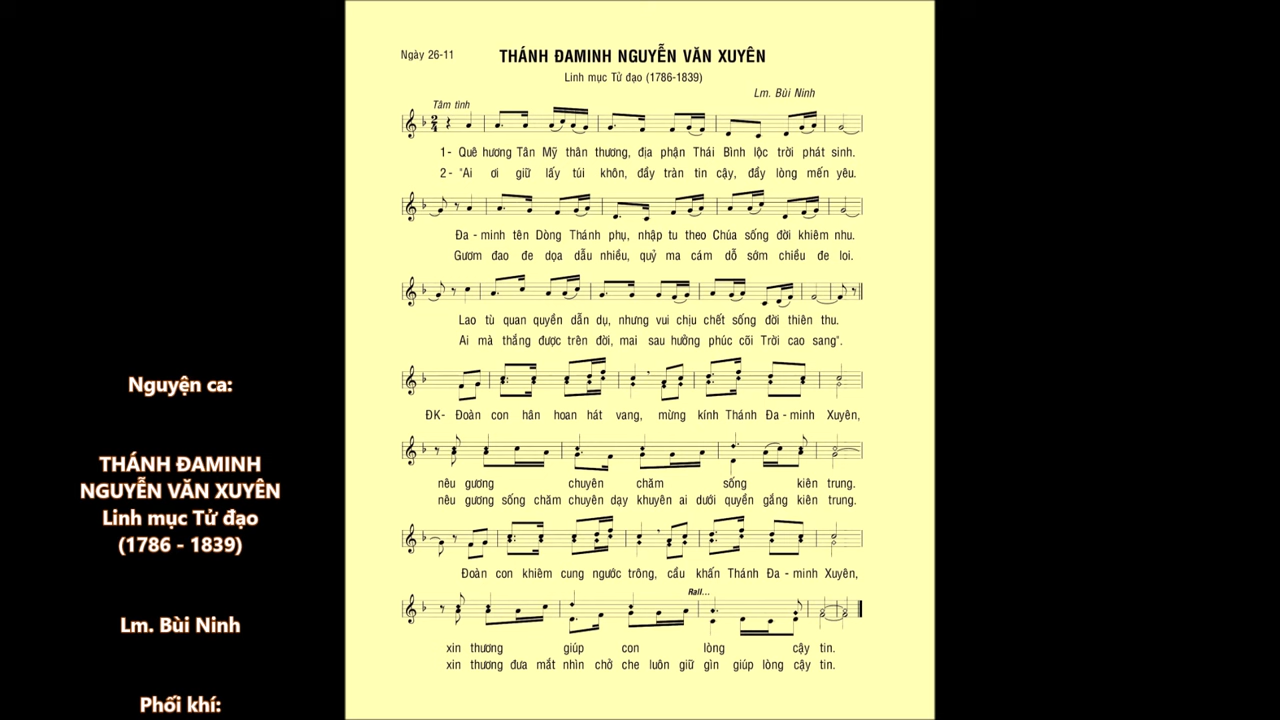 Ngày 26-11
THÁNH ĐAMINH NGUYỄN VĂN XUYÊN
Linh mục Tử đạo (1786-1839)
Lm. Bùi Ninh
Tâm tình
1- Quê hương Tân Mỹ thân thương, địa phận Thái Bình lộc trời phát sinh.
2- "Ai ơi giữ lấy túi khôn, đầy tràn tin cậy, đầy lòng mến yêu.
Đa - minh tên Dòng Thánh phụ, nhập tu theo Chúa sống đời khiêm nhu.
Gươm đao đe dọa dẫu nhiều, quỷ ma cám dỗ sớm chiều đe loi.
Lao tù quan quyền dẫn dụ, nhưng vui chịu chết sống đời thiên thu.
Ai mà thắng được trên đời, mai sau hưởng phúc cõi Trời cao sang".
ĐK- Đoàn con hân hoan hát vang, mừng kính Thánh Đa - minh Xuyên,
nêu gương chuyên chăm sống kiên trung.
nêu gương sống chăm chuyên dạy khuyên ai dưới quyền gắng kiên trung.
Đoàn con khiêm cung ngước trông, cầu khấn Thánh Đa - minh Xuyên,
Rall...
xin thương giúp con lòng cậy tin.
xin thương đưa mắt nhìn chở che luôn giữ gìn giúp lòng cậy tin.
Nguyện ca:
THÁNH ĐAMINH
NGUYỄN VĂN XUYÊN
Linh mục Tử đạo
(1786 - 1839)
Lm. Bùi Ninh
Phối khí: